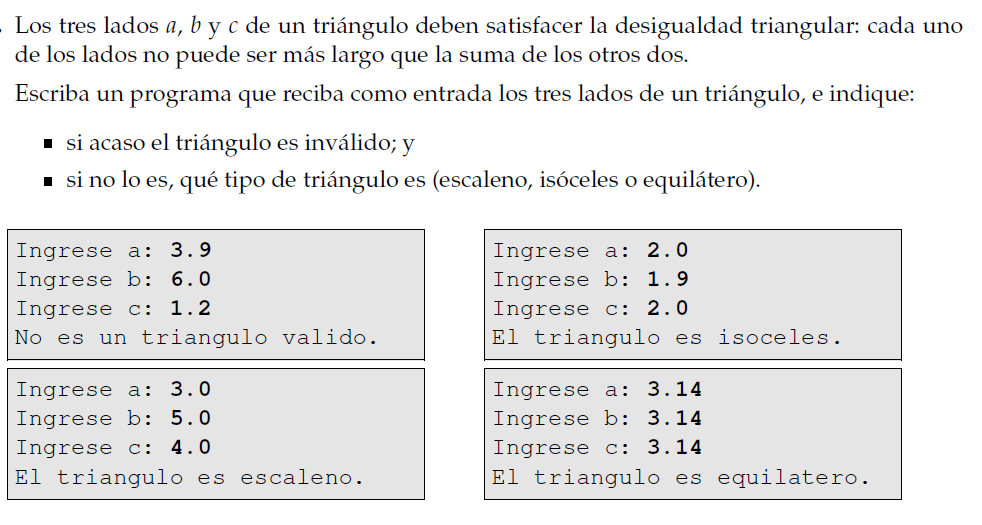 Los tres lados a, b y c de un triángulo deben satisfacer la desigualdad triangular: cada uno
de los lados no puede ser más largo que la suma de los otros dos.
Escriba un programa que reciba como entrada los tres lados de un triángulo, e indique:
▪ si acaso el triángulo es inválido; y
▪ si no lo es, qué tipo de triángulo es (escaleno, isóceles o equilátero).
Ingrese a: 3.9
Ingrese b: 6.0
Ingrese c: 1.2
No es un triangulo valido.
Ingrese a: 2.0
Ingrese b: 1.9
Ingrese c: 2.0
El triangulo es isoceles.
Ingrese a: 3.0
Ingrese b: 5.0
Ingrese c: 4.0
El triangulo es escaleno.
Ingrese a: 3.14
Ingrese b: 3.14
Ingrese c: 3.14
El triangulo es equilatero.